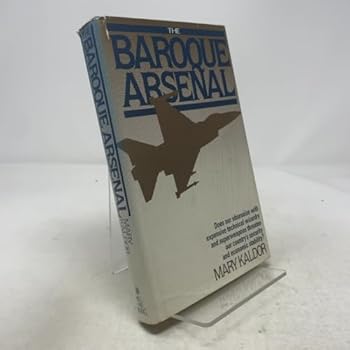 THE
BAROQUE
ARSENAL
Does our obsession with
expensive technical wizardry
and superweapons threaten
our country's security
and economic stability?
MARY KALDOR
THE BAROQUE ARSENAL
MARY
KALDOR